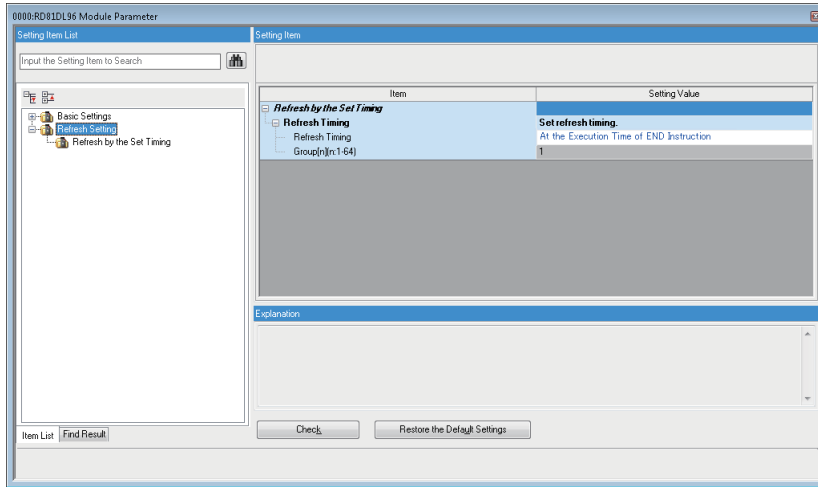 0000:RD81DL96 Module Parameter
Setting Item List
Setting Item
Input the Setting Item to Search
Item
Setting Value
Basic Settings
Refresh Setting
Refresh by the Set Timing
Refresh by the Set Timing
Refresh Timing
Set refresh timing.
Refresh Timing
At the Execution Time of END Instruction
Group[n](n:1-64)
1
Explanation
Item List
Find Result
Check
Restore the Default Settings